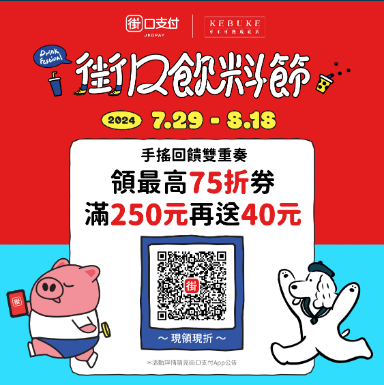 街口支付
JKOPAY
KEBUKE
Drink
Festival
街口飲料節
2024 7.29 - 8.18
手搖回饋雙重奏
領最高75折券
滿250元再送40元
街
～ 現領現折 ～
＊活動詳情請見街口支付App公告